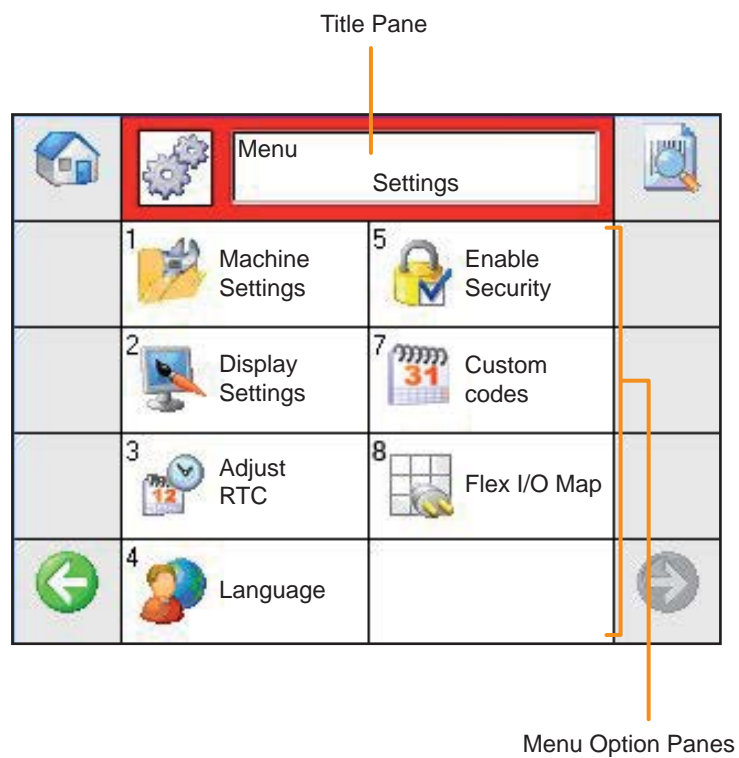 Title Pane
Menu
Settings
1
Machine
Settings
5
Enable
Security
2
Display
Settings
7
31
Custom
codes
3
12
Adjust
RTC
8
Flex I/O Map
4
Language
Menu Option Panes